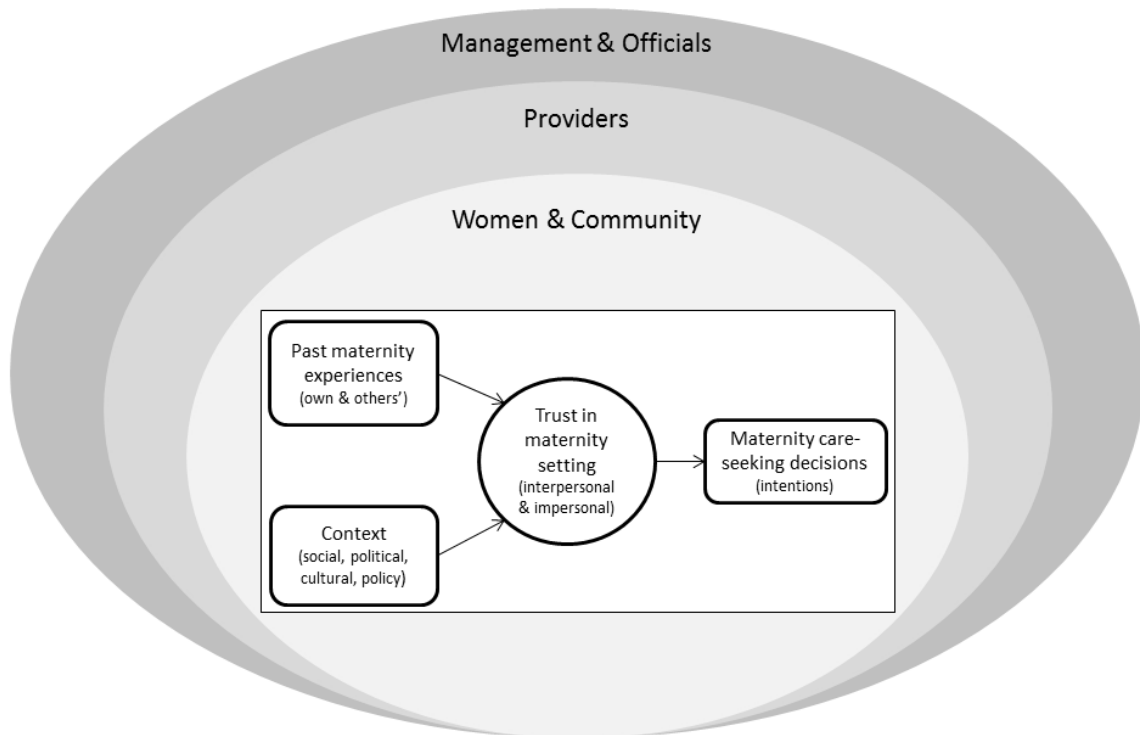 Management & Officials
Providers
Women & Community
Past maternity
experiences
(own & others’)
Context
(social, political,
cultural, policy)
Trust in
maternity
setting
(interpersonal
& impersonal)
Maternity care-
seeking decisions
(intentions)